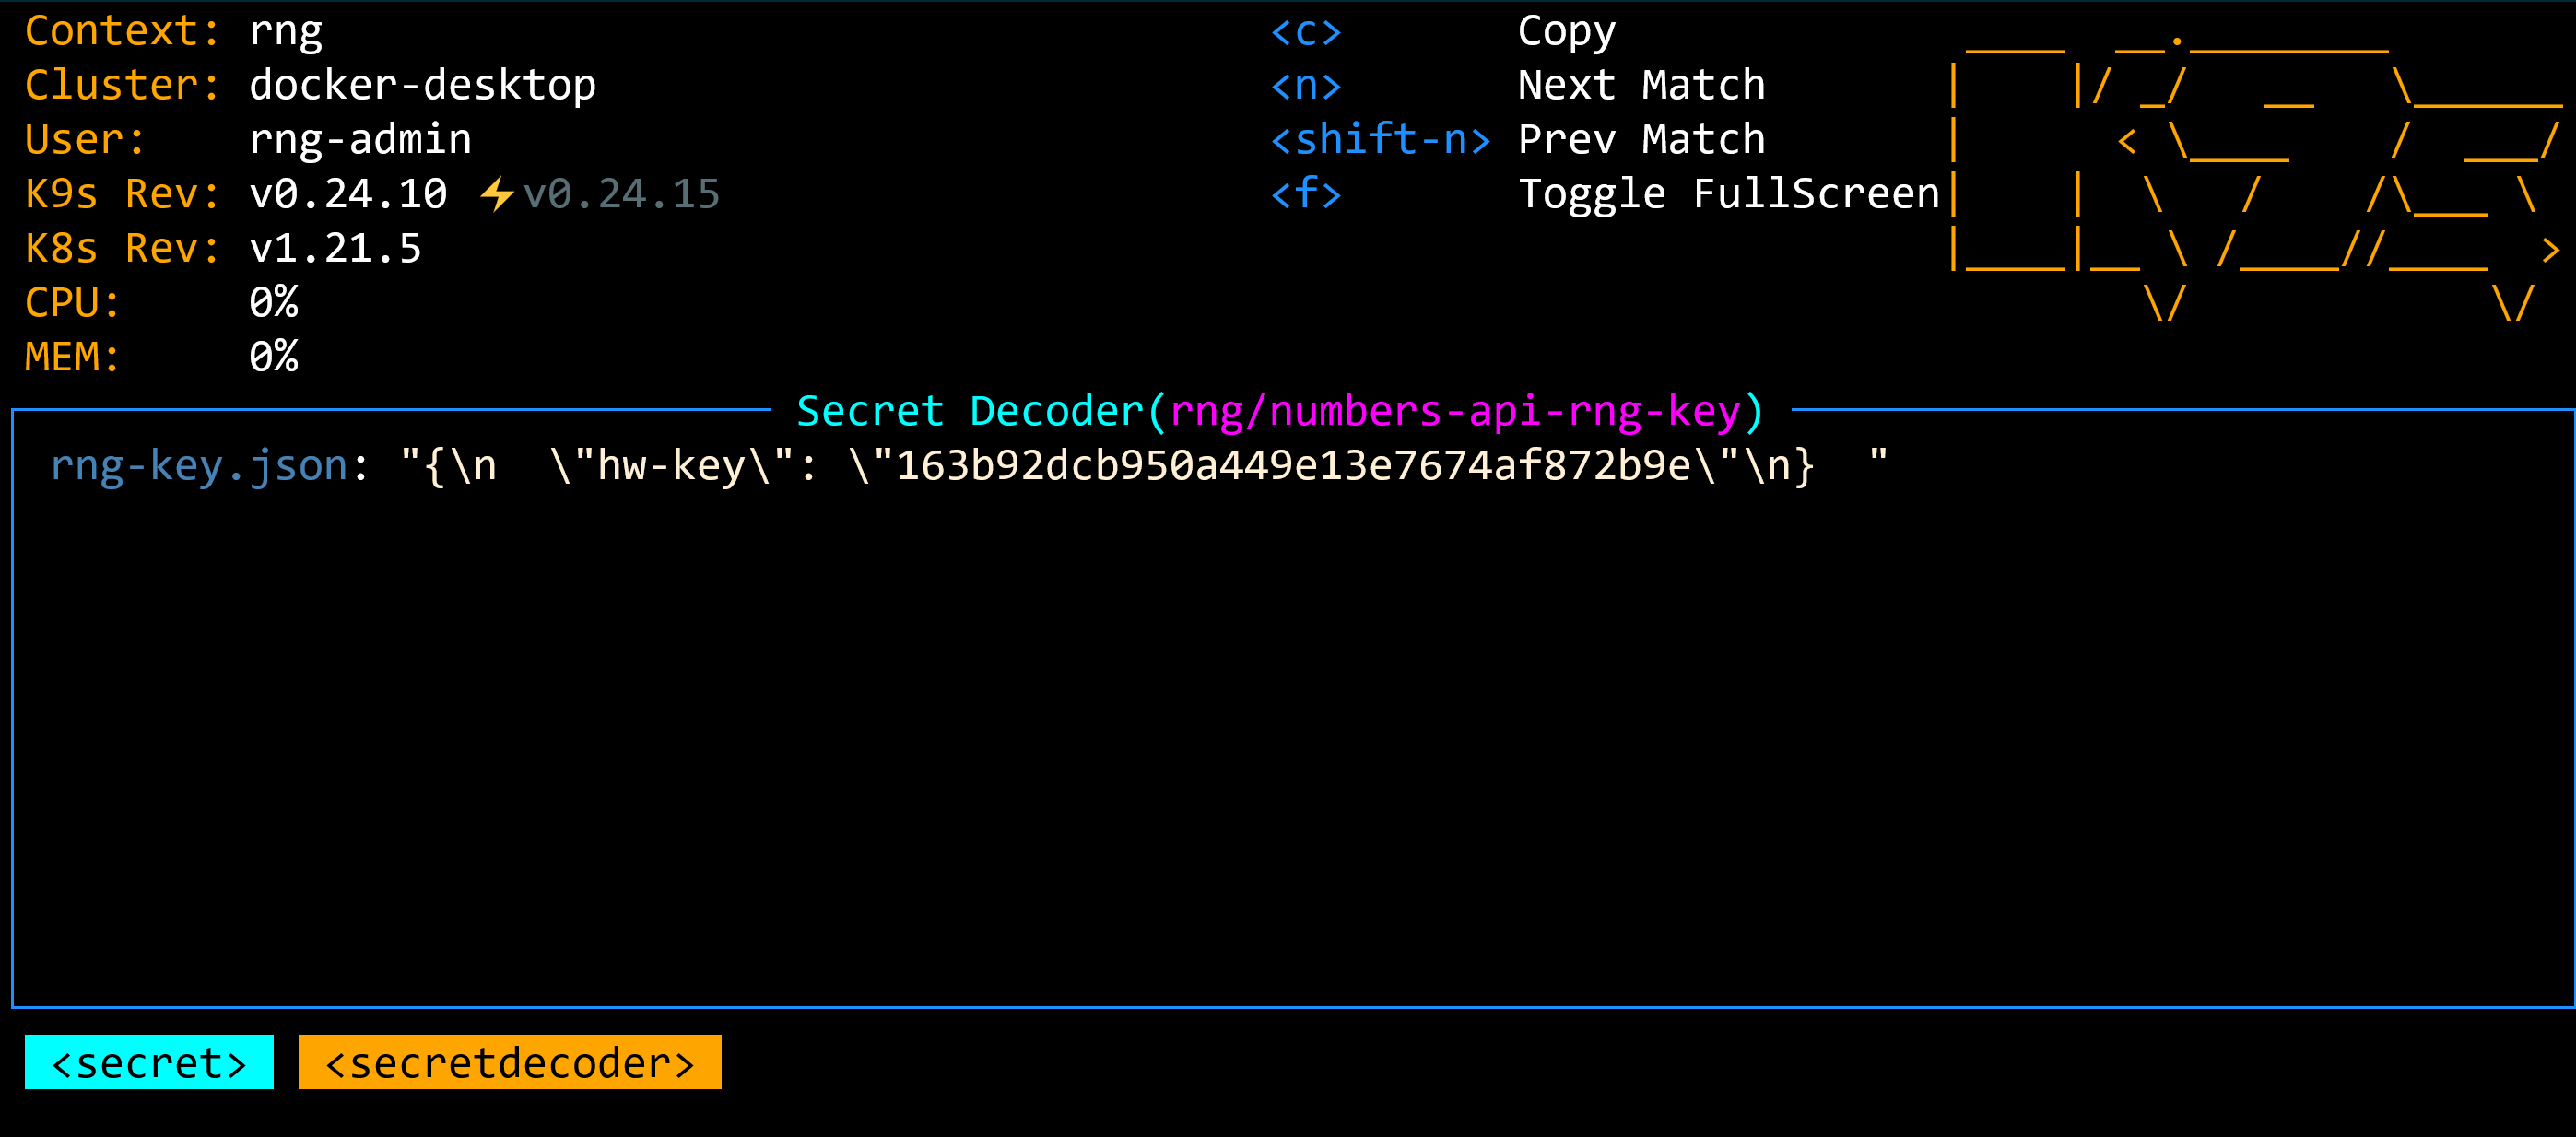 Context: rng
Cluster: docker-desktop
User: rng-admin
K9s Rev: v0.24.10 ⚡v0.24.15
K8s Rev: v1.21.5
CPU: 0%
MEM: 0%
<c> Copy
<n> Next Match
<shift-n> Prev Match
<f> Toggle FullScreen
Secret Decoder(rng/numbers-api-rng-key)
rng-key.json: "{\n  \"hw-key\": \"163b92dcb950a449e13e7674af872b9e\"\n}  "
<secret> <secretdecoder>